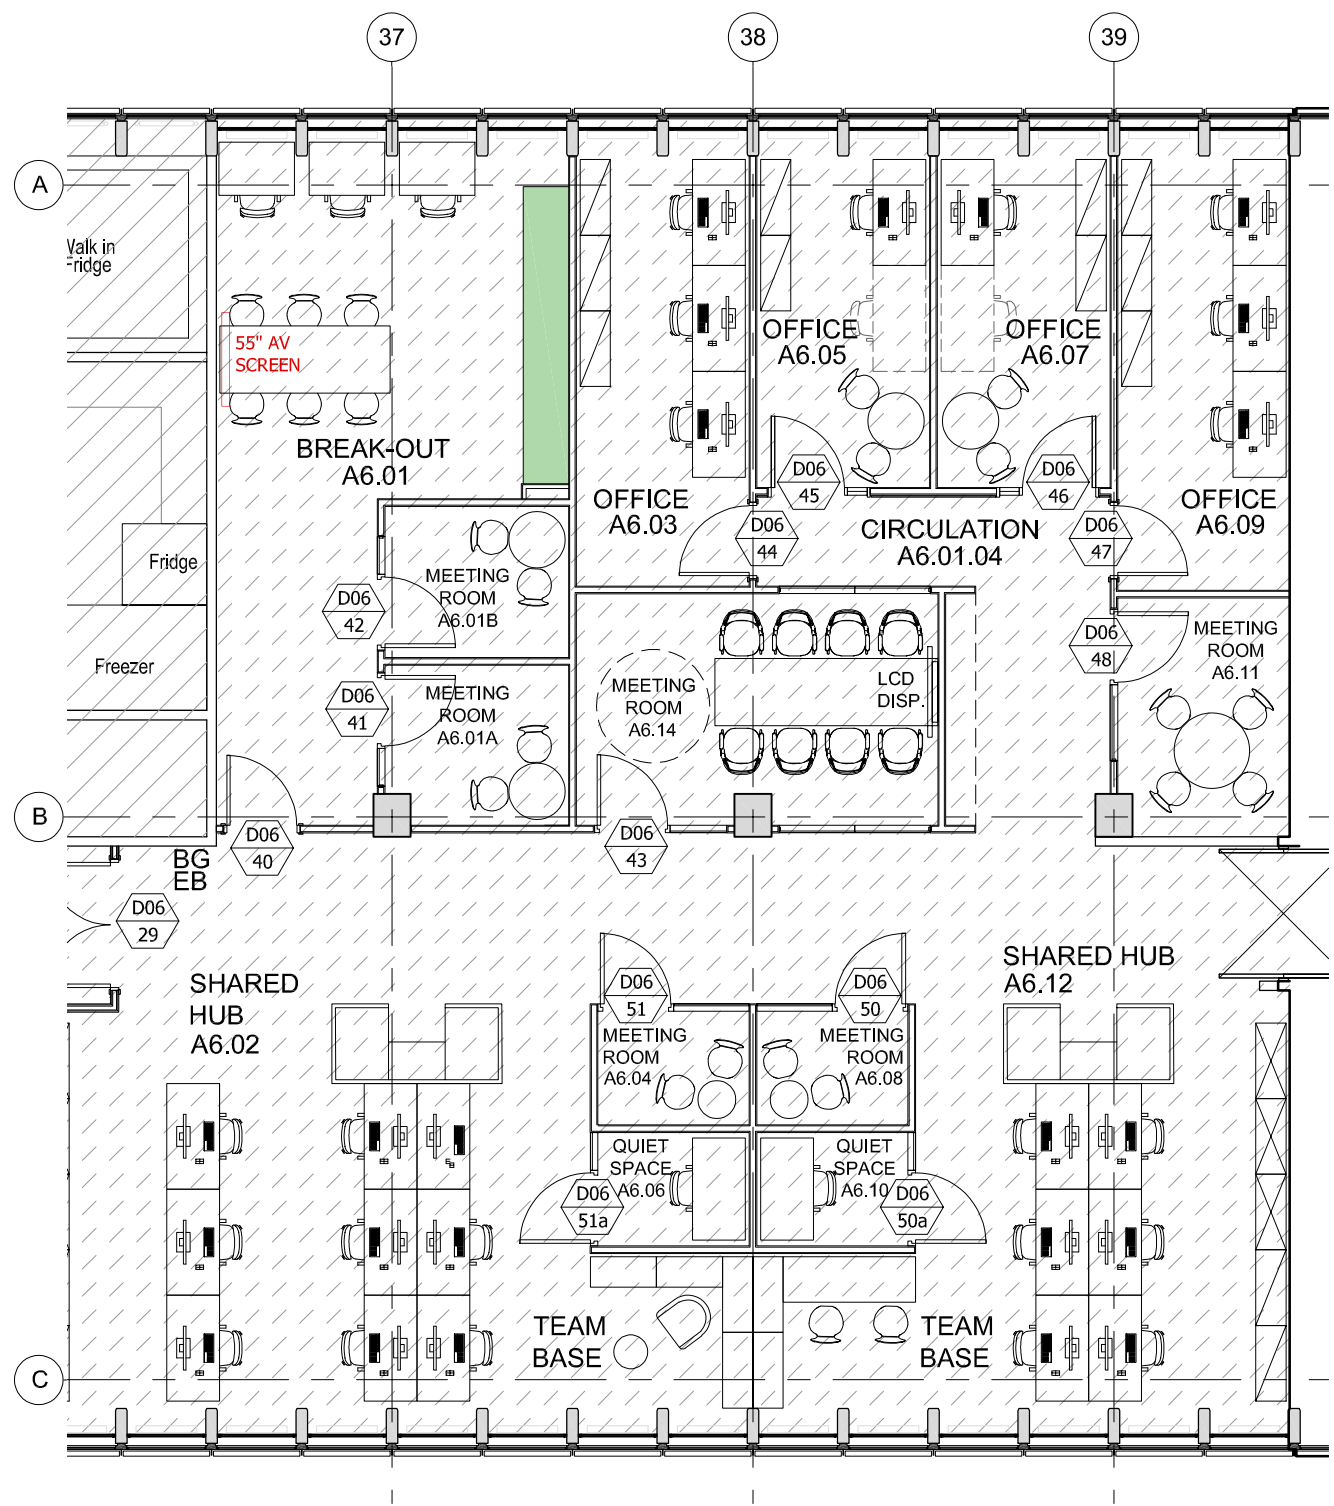 37
38
39
A
Walk in
Fridge
55" AV
SCREEN
OFFICE
A6.05
OFFICE
A6.07
BREAK-OUT
A6.01
D06
45
D06
46
OFFICE
A6.03
OFFICE
A6.09
D06
44
CIRCULATION
A6.01.04
D06
47
Fridge
MEETING
ROOM
A6.01B
D06
42
D06
48
MEETING
ROOM
A6.11
Freezer
D06
41
MEETING
ROOM
A6.01A
MEETING
ROOM
A6.14
LCD
DISP.
B
D06
40
D06
43
BG
EB
D06
29
SHARED HUB
A6.12
SHARED
HUB
A6.02
D06
51
D06
50
MEETING
ROOM
A6.04
MEETING
ROOM
A6.08
QUIET
SPACE
A6.06
QUIET
SPACE
A6.10
D06
51a
D06
50a
TEAM
BASE
TEAM
BASE
C